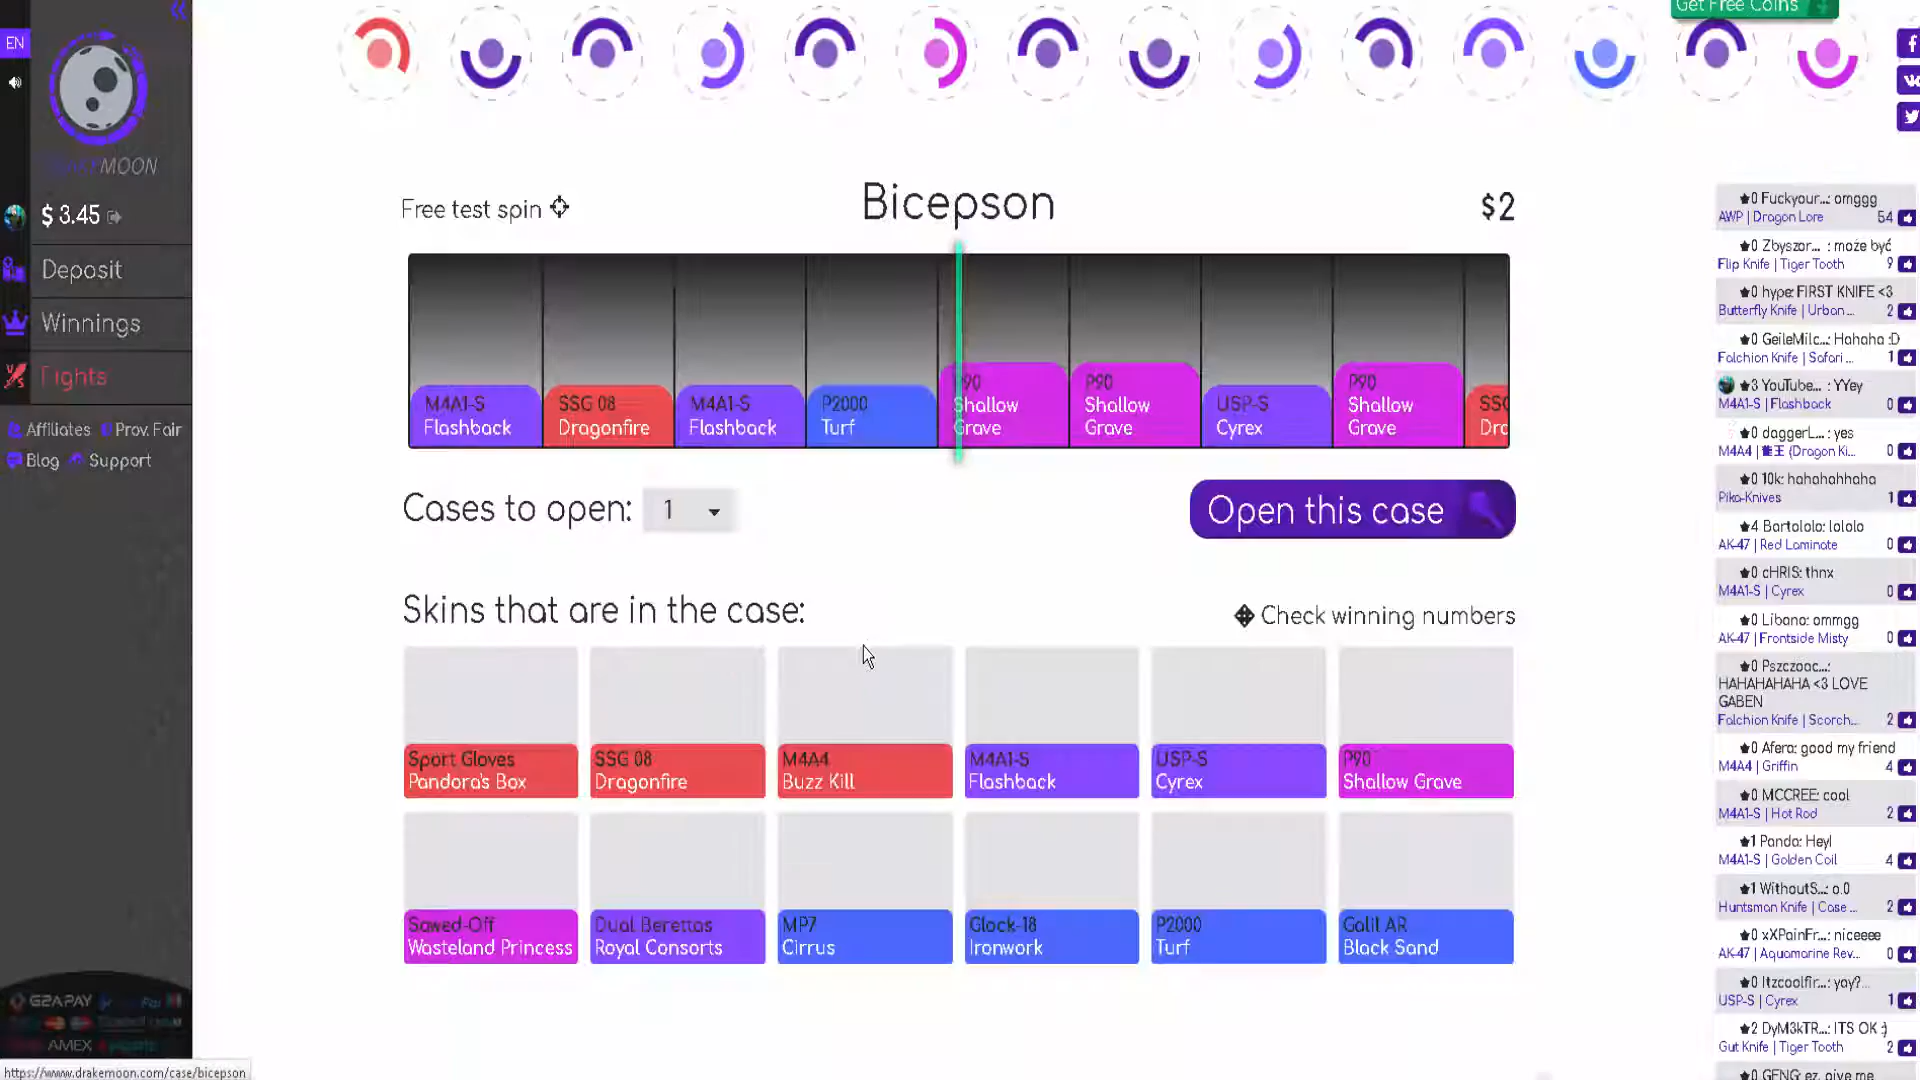 Get Free Coins
EN
DRAKEMOON
$ 3.45
Deposit
Winnings
Fights
Affiliates Prov. Fair
Blog Support
G2APAY
AMEX
https://www.drakemoon.com/case/bicepson
Free test spin
Bicepson
$2
M4A1-S
Flashback
SSG 08
Dragonfire
M4A1-S
Flashback
P2000
Turf
P90
Shallow
Grave
P90
Shallow
Grave
USP-S
Cyrex
P90
Shallow
Grave
SSG
Dra
Cases to open: 1
Open this case
Skins that are in the case:
Check winning numbers
Sport Gloves
Pandora's Box
SSG 08
Dragonfire
M4A4
Buzz Kill
M4A1-S
Flashback
USP-S
Cyrex
P90
Shallow Grave
Sawed-Off
Wasteland Princess
Dual Berettas
Royal Consorts
MP7
Cirrus
Glock-18
Ironwork
P2000
Turf
Galil AR
Black Sand
★0 Fuckyour...: omggg
AWP | Dragon Lore 54
★0 Zbyszor... : może być
Flip Knife | Tiger Tooth 9
★0 hype: FIRST KNIFE <3
Butterfly Knife | Urban ... 2
★0 GeileMilc...: Hahaha :D
Falchion Knife | Safari ... 1
★3 YouTube... : YYey
M4A1-S | Flashback 0
daggerL... : yes
M4A4 | 龍王 (Dragon Ki... 0
★0 10k: hahahahhaha
Pika-Knives 1
★4 Bartololo: lololo
AK-47 | Red Laminate 0
★0 cHRIS: thnx
M4A1-S | Cyrex 0
★0 Libano: ommgg
AK-47 | Frontside Misty 0
★0 Pszczoac...:
HAHAHAHAHA <3 LOVE
GABEN
Falchion Knife | Scorch... 2
★0 Afera: good my friend
M4A4 | Griffin 4
★0 MCCREE: cool
M4A1-S | Hot Rod 2
★1 Panda: Hey!
M4A1-S | Golden Coil 4
★1 WithoutS...: o.0
Huntsman Knife | Case ... 2
★0 xXPainFr...: niceeee
AK-47 | Aquamarine Rev... 0
★0 Itzcoolfir...: yay?...
USP-S | Cyrex 1
★2 DyM3kTR...: ITS OK :)
Gut Knife | Tiger Tooth 2
★0 GENG: ez, give me